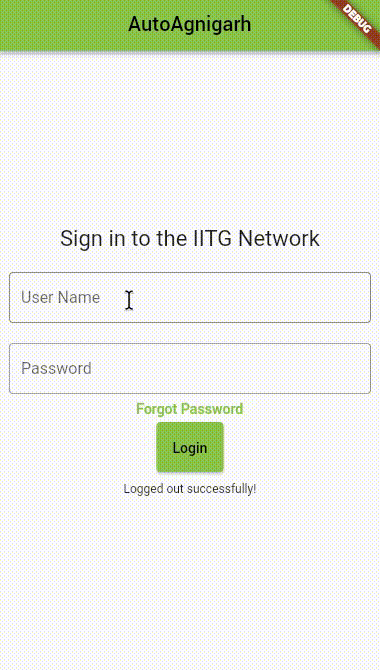 AutoAgnigarh
DEBUG
Sign in to the IITG Network
User Name
Password
Forgot Password
Login
Logged out successfully!